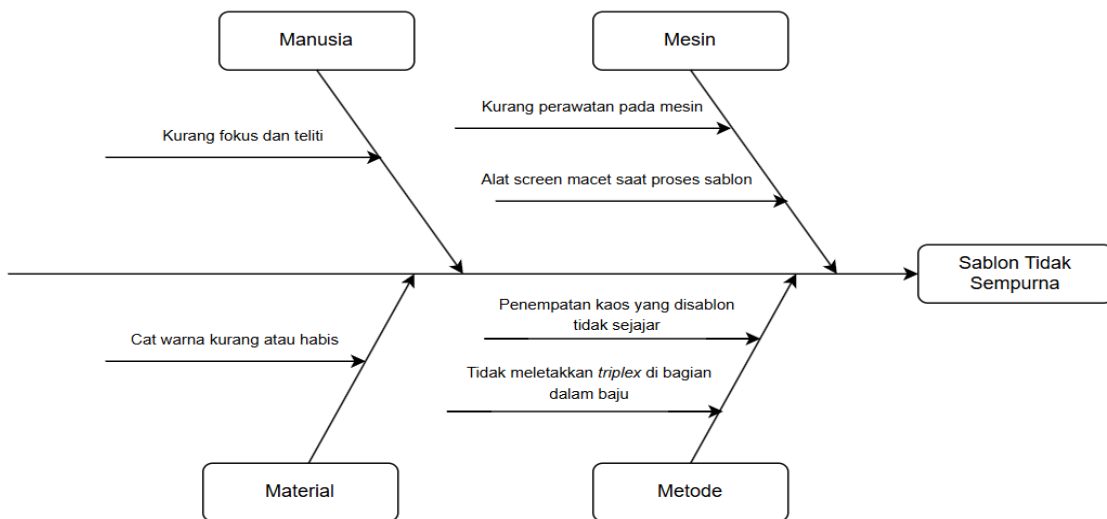 Manusia
Mesin
Kurang perawatan pada mesin
Kurang fokus dan teliti
Alat screen macet saat proses sablon
Sablon Tidak
Sempurna
Penempatan kaos yang disablon
tidak sejajar
Cat warna kurang atau habis
Tidak meletakkan triplex di bagian
dalam baju
Material
Metode